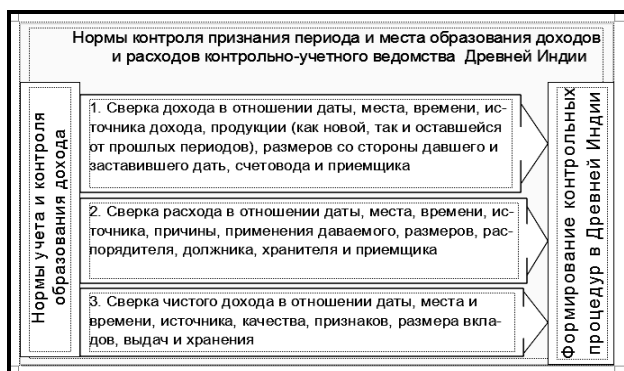 Нормы контроля признания периода и места образования доходов
и расходов контрольно-учетного ведомства Древней Индии
Нормы учета и контроля
образования дохода
1. Сверка дохода в отношении даты, места, времени, ис-
точника дохода, продукции (как новой, так и оставшейся
от прошлых периодов), размеров со стороны давшего и
заставившего дать, счетовода и приемщика
2. Сверка расхода в отношении даты, места, времени, ис-
точника, причины, применения даваемого, размеров, рас-
порядителя, должника, хранителя и приемщика
3. Сверка чистого дохода в отношении даты, места и
времени, источника, качества, признаков, размера вкла-
дов, выдач и хранения
Формирование контрольных
процедур в Древней Индии